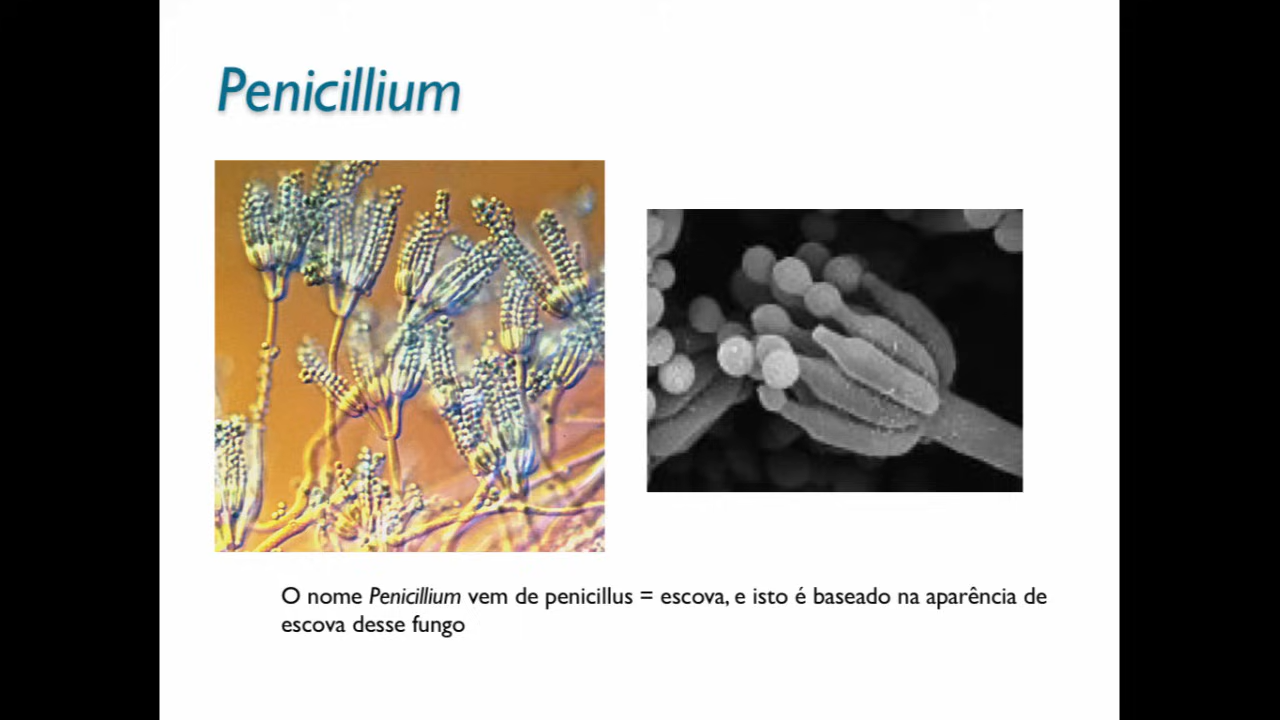 Penicillium
O nome Penicillium vem de penicillus = escova, e isto é baseado na aparência de
escova desse fungo